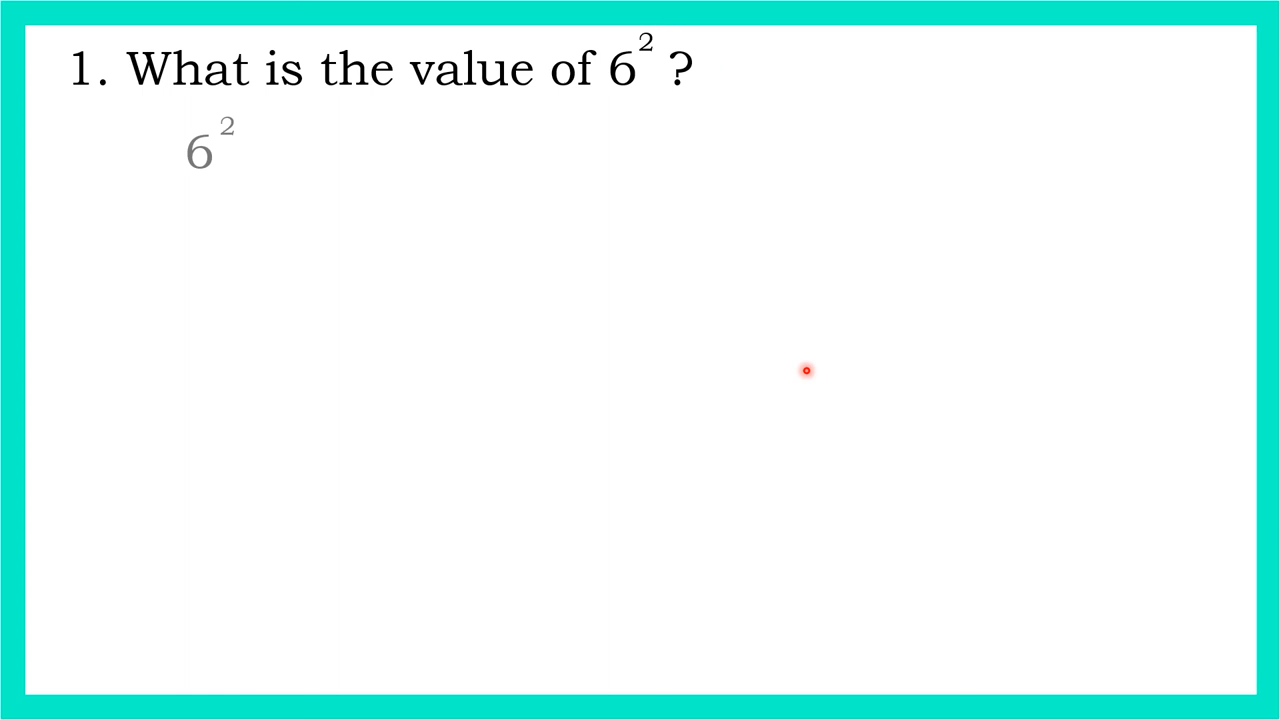 1. What is the value of 6² ?
6²